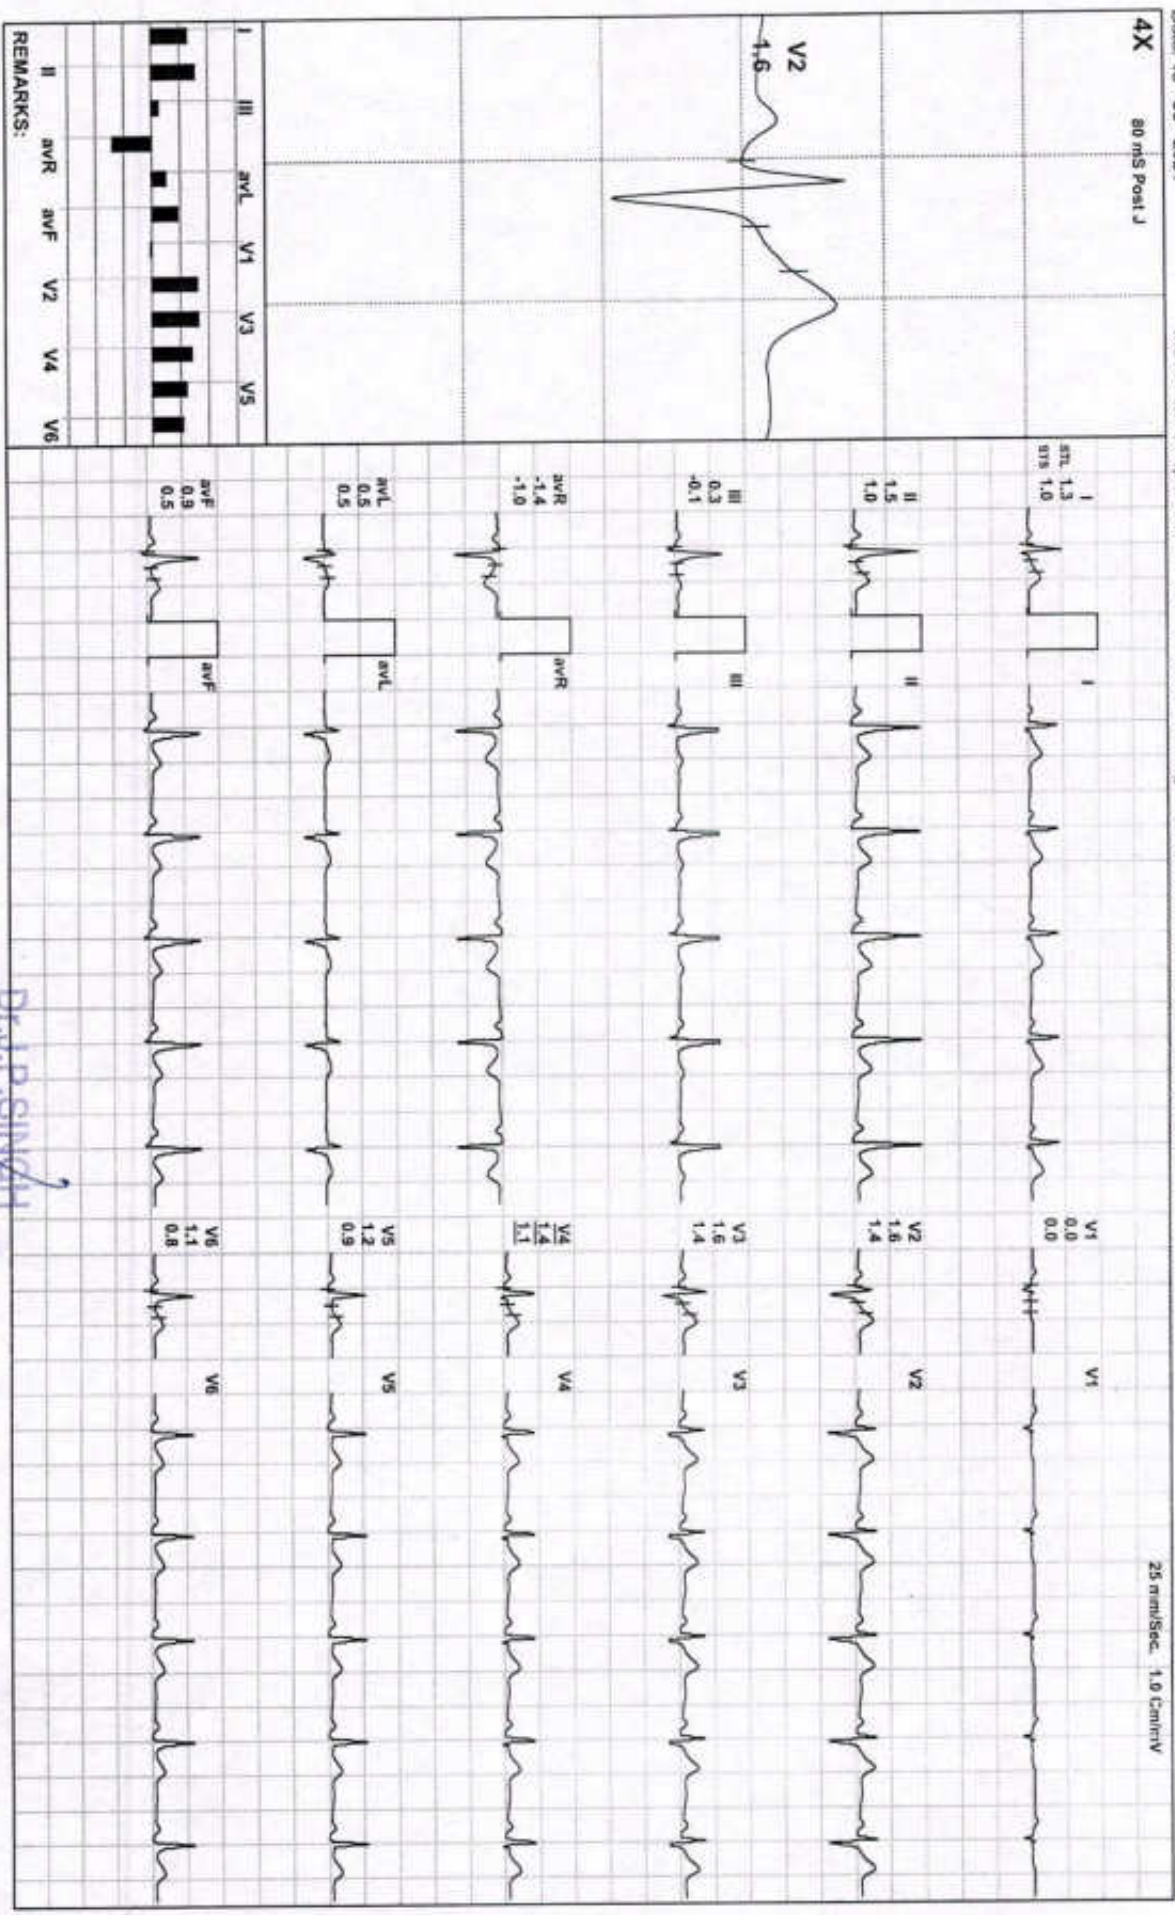 4X
80 mS Post J
25 mm/Sec. 1.0 Cm/mV
V2
1.6
I
III
avL
V1
V3
V5
II
avR
avF
V2
V4
V6
REMARKS:
I
STL 1.3
STS 1.0
I
V1
0.0
0.0
V1
II
1.5
1.0
II
V2
1.6
1.4
V2
III
0.3
-0.1
III
V3
1.6
1.4
V3
avR
-1.4
-1.0
avR
V4
1.4
1.1
V4
avL
0.5
0.5
avL
V5
1.2
0.9
V5
avF
0.9
0.5
avF
V6
1.1
0.8
V6
Dr.J.P.SINGH